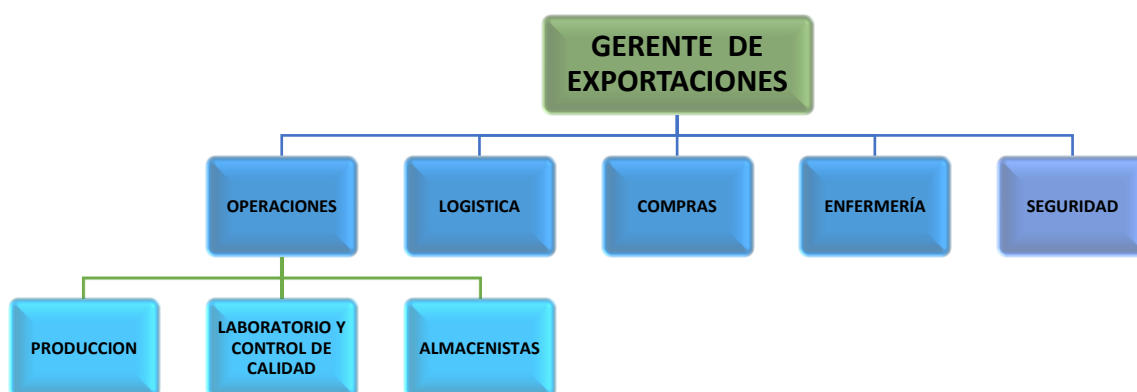 GERENTE DE
EXPORTACIONES
OPERACIONES
LOGISTICA
COMPRAS
ENFERMERÍA
SEGURIDAD
PRODUCCION
LABORATORIO Y
CONTROL DE
CALIDAD
ALMACENISTAS